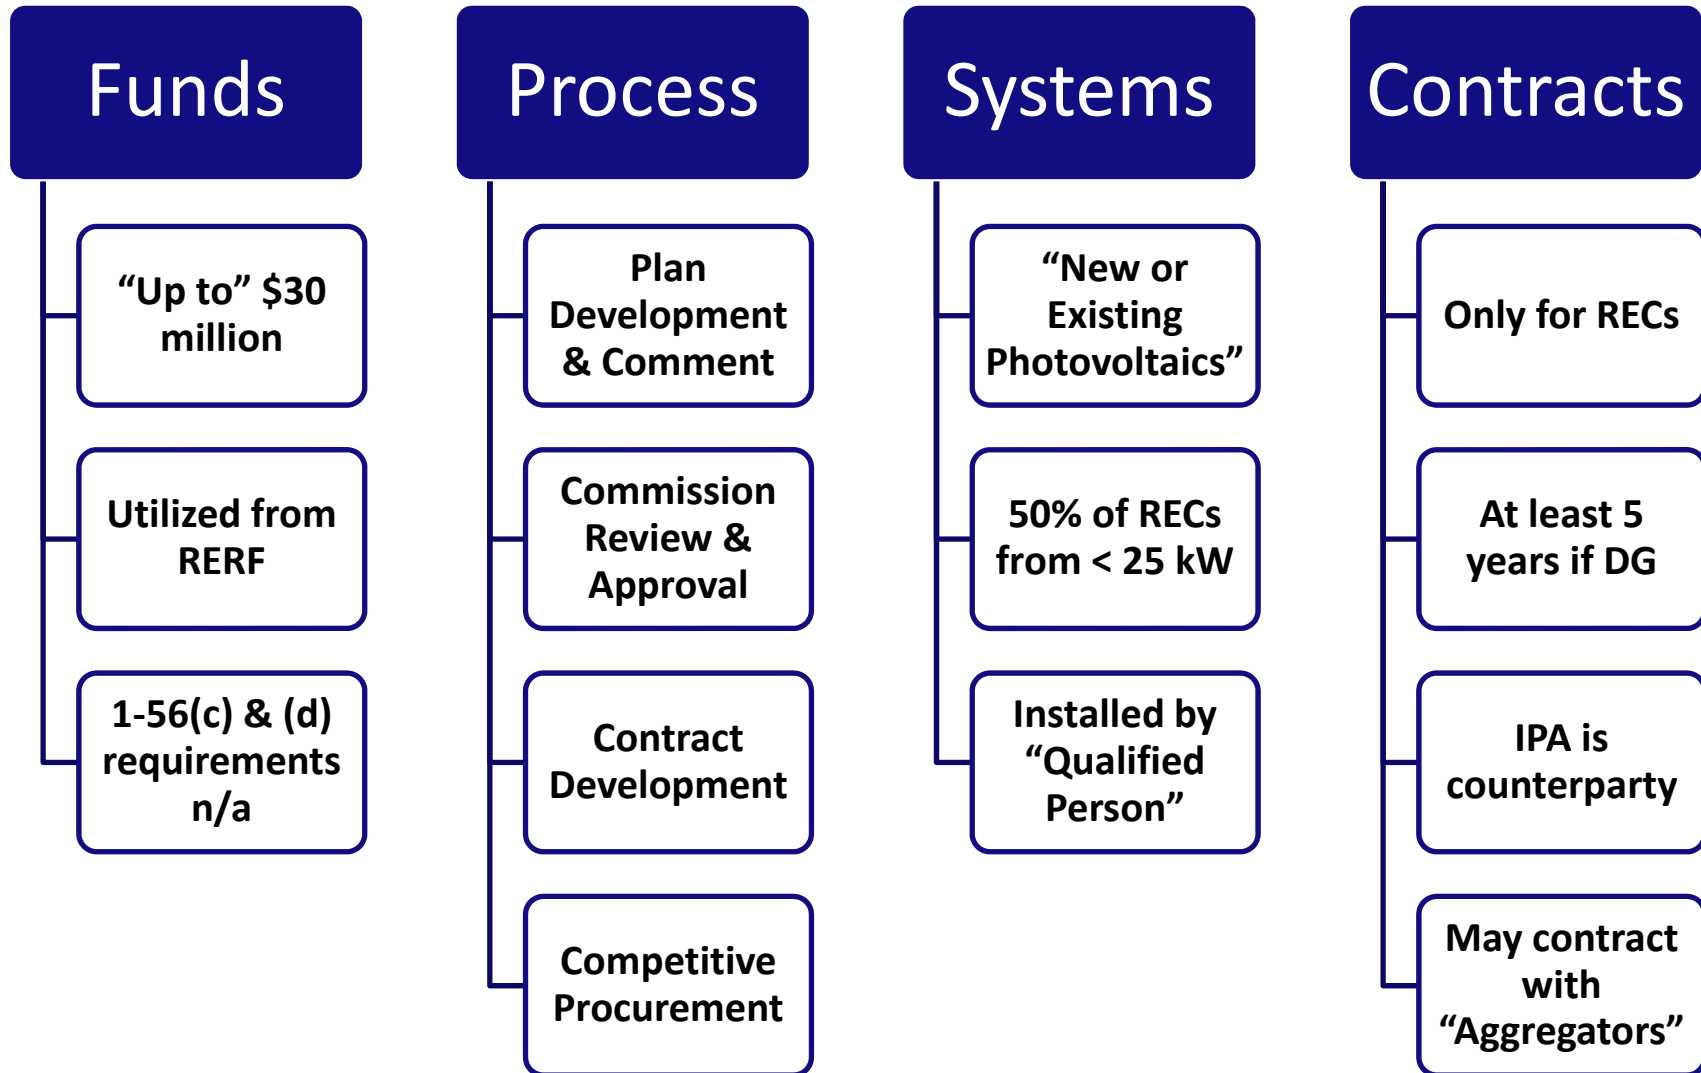 Funds
“Up to” $30
million
Utilized from
RERF
1-56(c) & (d)
requirements
n/a
Process
Plan
Development
& Comment
Commission
Review &
Approval
Contract
Development
Competitive
Procurement
Systems
“New or
Existing
Photovoltaics”
50% of RECs
from < 25 kW
Installed by
“Qualified
Person”
Contracts
Only for RECs
At least 5
years if DG
IPA is
counterparty
May contract
with
“Aggregators”